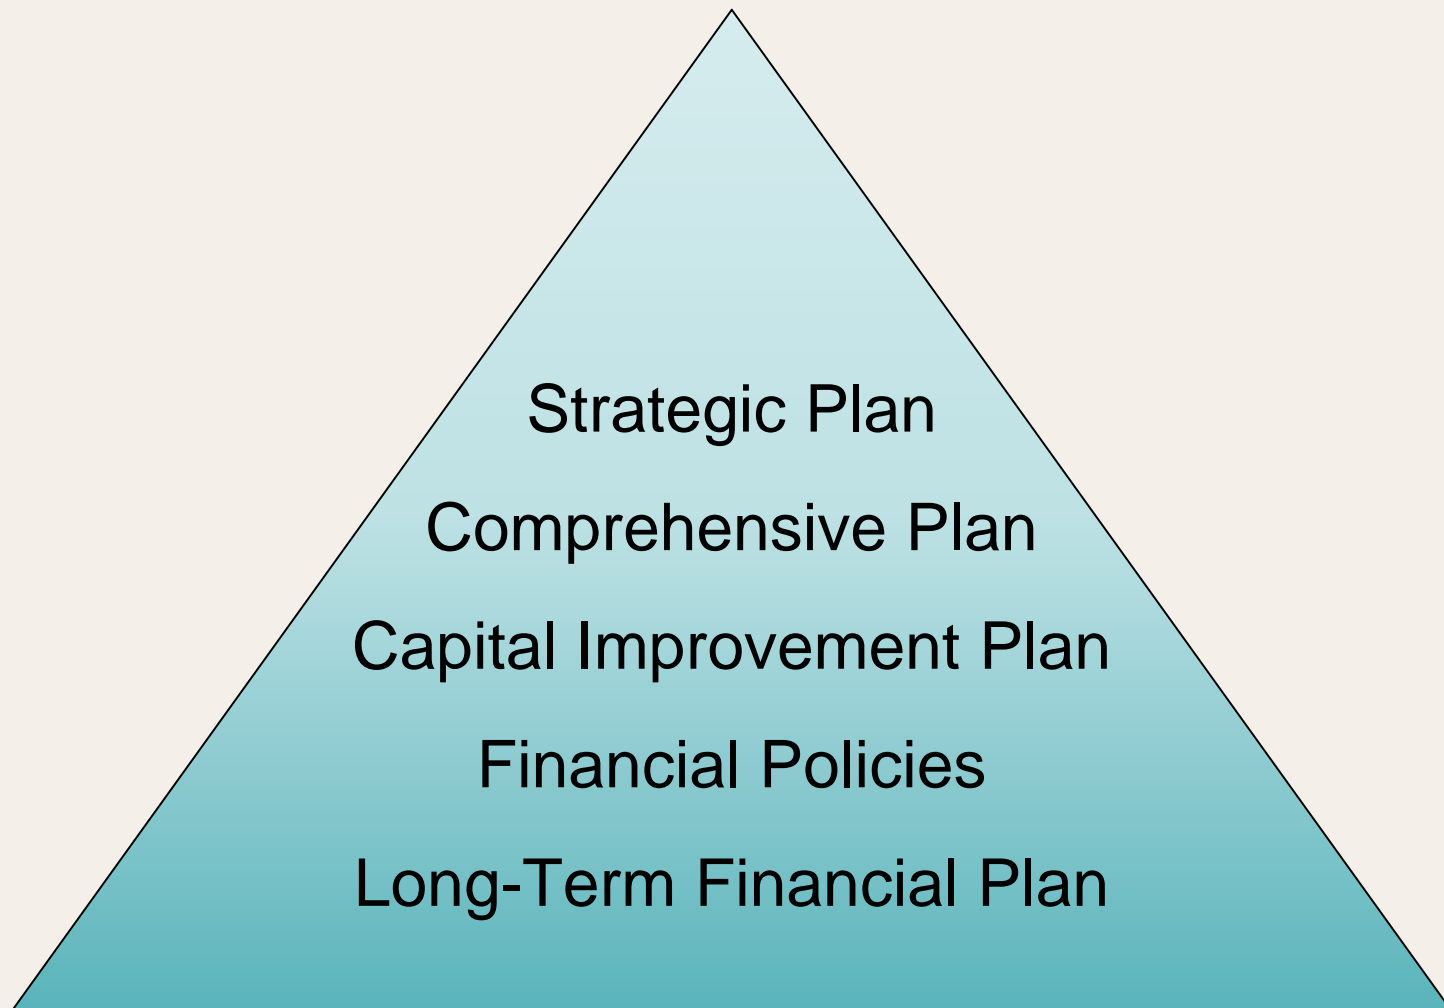 Strategic Plan
Comprehensive Plan
Capital Improvement Plan
Financial Policies
Long-Term Financial Plan